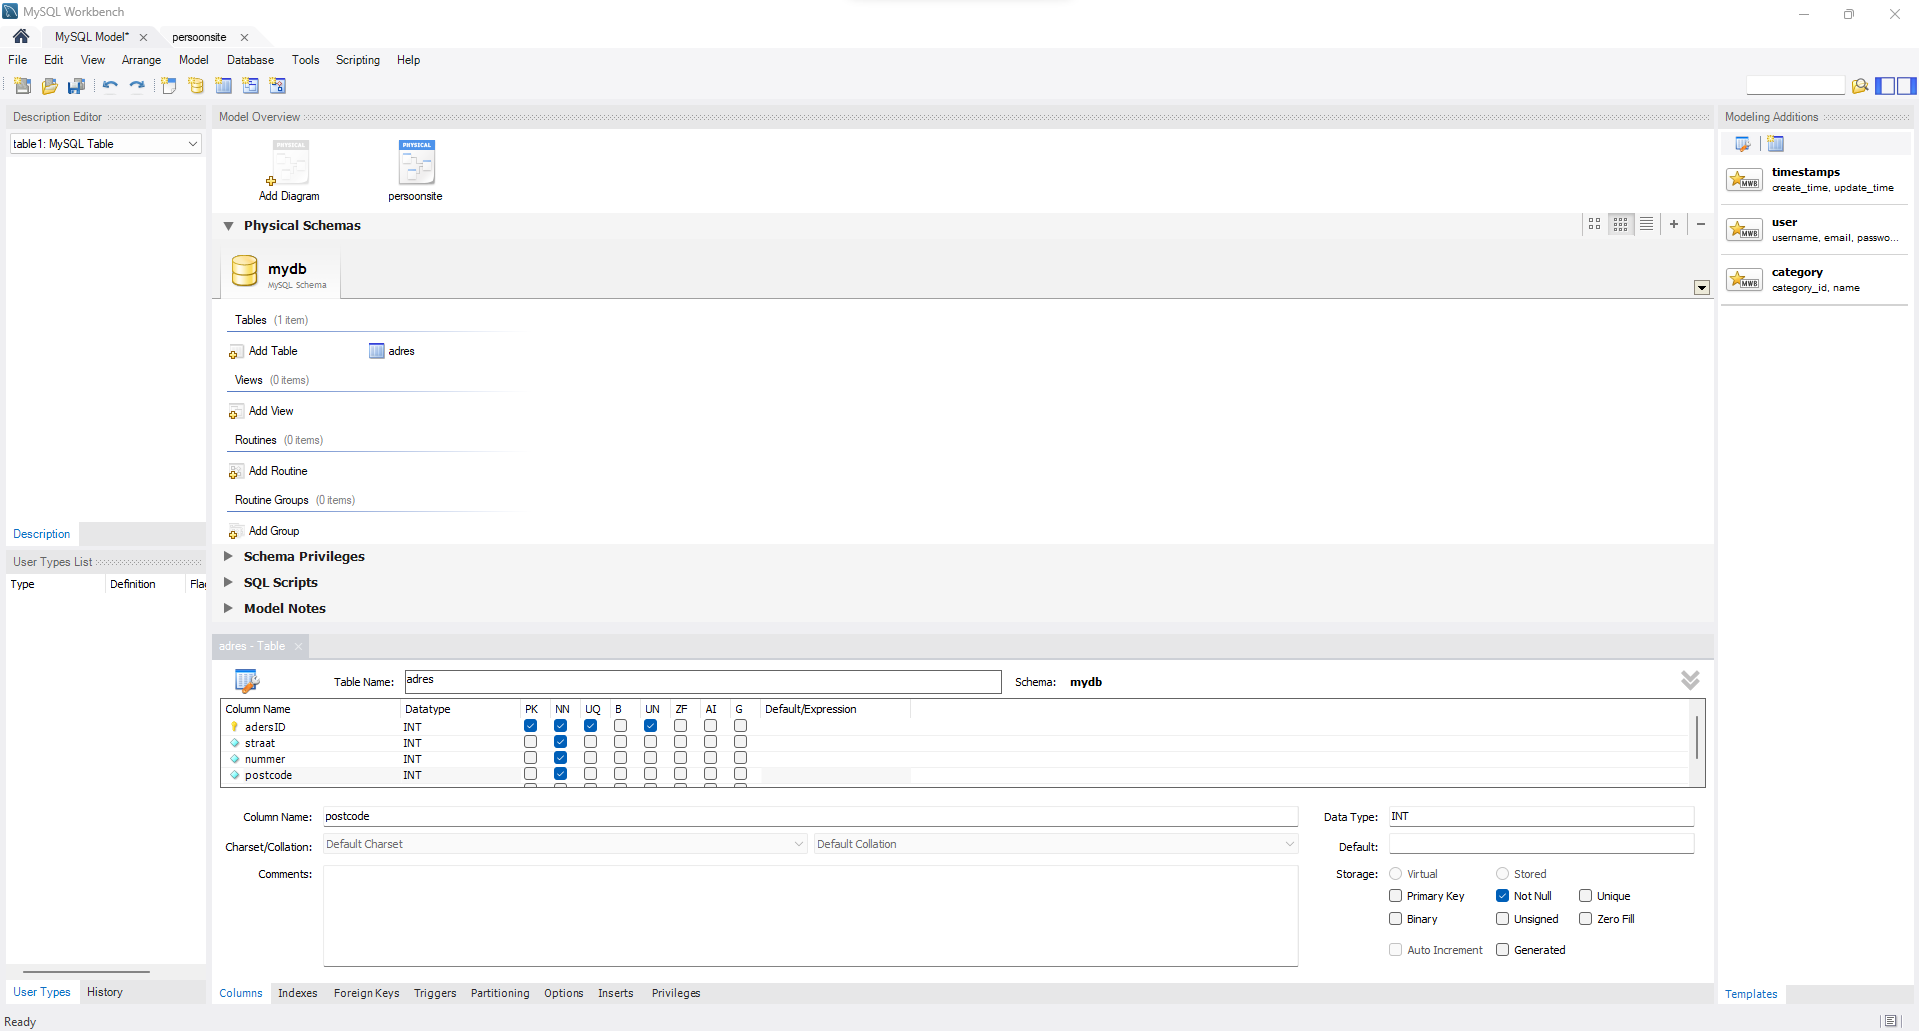 MySQL Workbench
MySQL Model*
persoonsite
File Edit View Arrange Model Database Tools Scripting Help
Description Editor
table1: MySQL Table
Description
User Types List
Type Definition Flag
User Types History
Model Overview
PHYSICAL
Add Diagram
PHYSICAL
persoonsite
Physical Schemas
mydb
MySQL Schema
Tables (1 item)
Add Table adres
Views (0 items)
Add View
Routines (0 items)
Add Routine
Routine Groups (0 items)
Add Group
Schema Privileges
SQL Scripts
Model Notes
adres - Table
Table Name: adres Schema: mydb
Column Name Datatype PK NN UQ B UN ZF AI G Default/Expression
adersID INT
straat INT
nummer INT
postcode INT
Column Name: postcode Data Type: INT
Charset/Collation: Default Charset Default Collation Default:
Comments: Storage: Virtual Stored
Primary Key Not Null Unique
Binary Unsigned Zero Fill
Auto Increment Generated
Columns Indexes Foreign Keys Triggers Partitioning Options Inserts Privileges
Modeling Additions
MWB
timestamps
create_time, update_time
MWB
user
username, email, passwo...
MWB
category
category_id, name
Templates
Ready